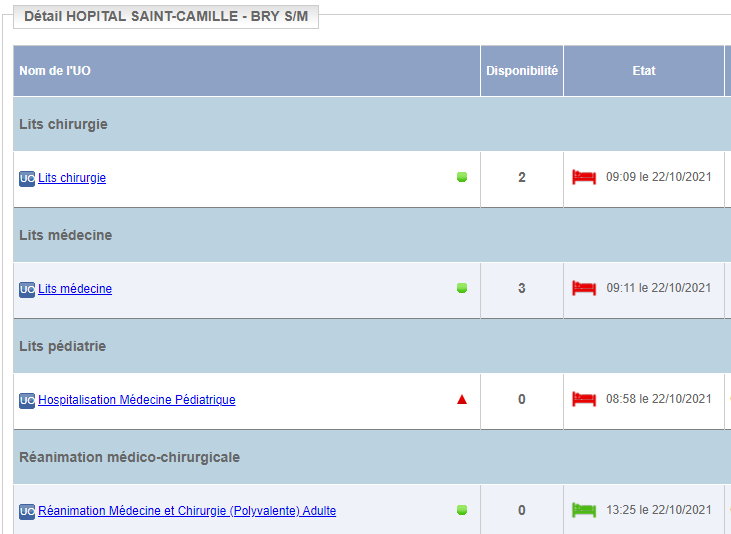 Détail HOPITAL SAINT-CAMILLE - BRY S/M
Nom de l'UO Disponibilité Etat
Lits chirurgie
UO Lits chirurgie 2 09:09 le 22/10/2021
Lits médecine
UO Lits médecine 3 09:11 le 22/10/2021
Lits pédiatrie
UO Hospitalisation Médecine Pédiatrique 0 08:58 le 22/10/2021
Réanimation médico-chirurgicale
UO Réanimation Médecine et Chirurgie (Polyvalente) Adulte 0 13:25 le 22/10/2021